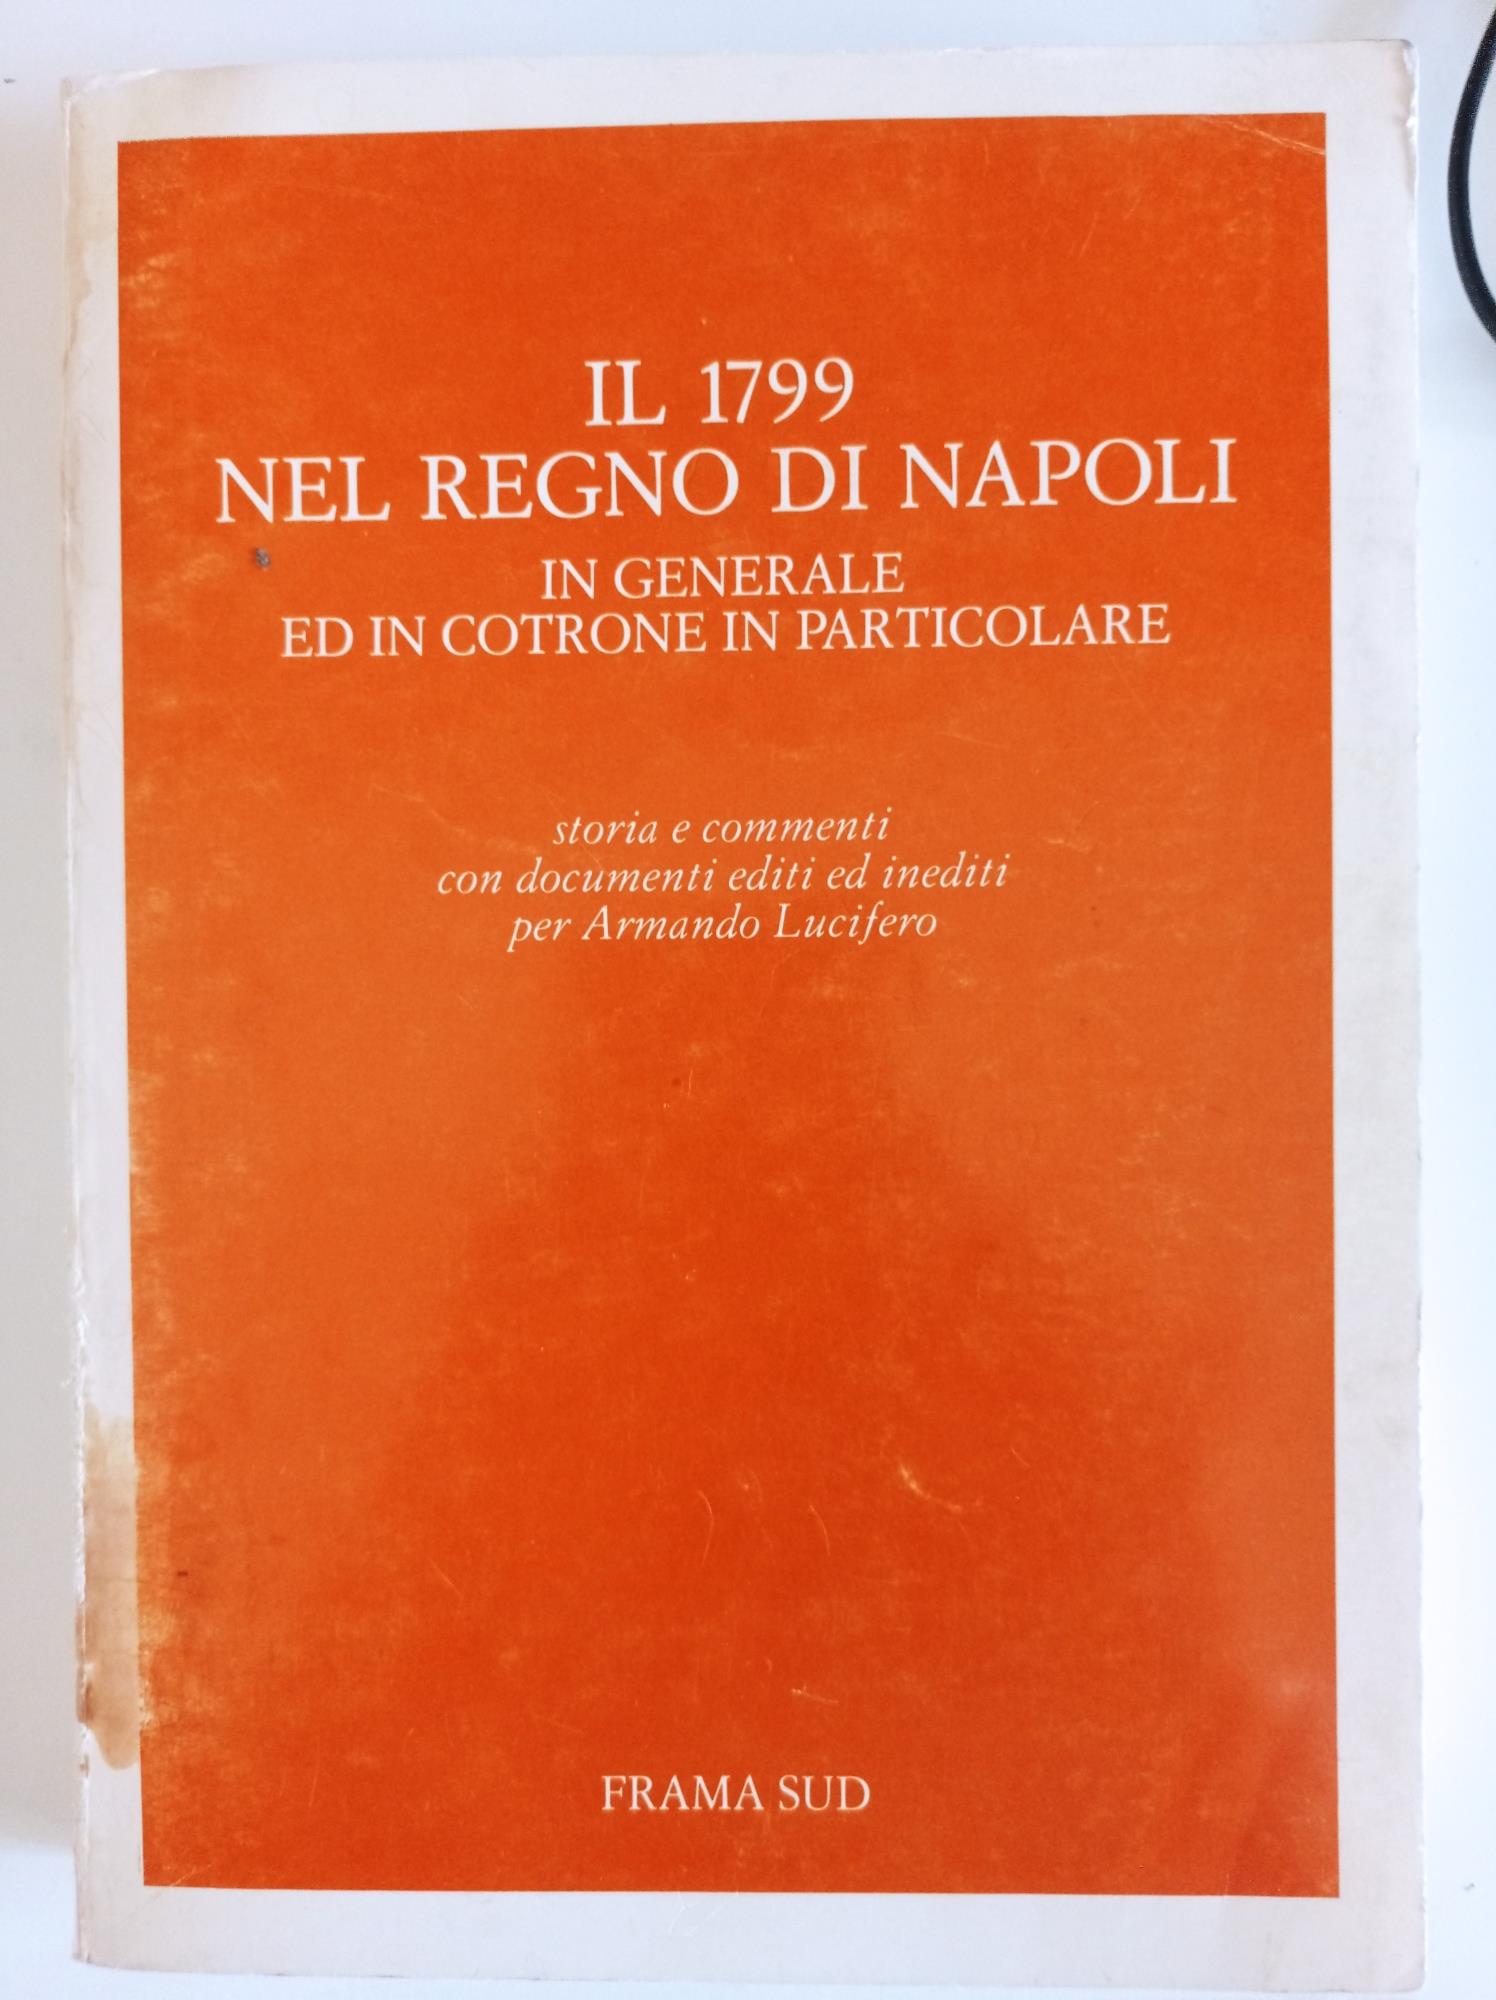 IL 1799
NEL REGNO DI NAPOLI
IN GENERALE
ED IN COTRONE IN PARTICOLARE
storia e commenti
con documenti editi ed inediti
per Armando Lucifero
FRAMA SUD